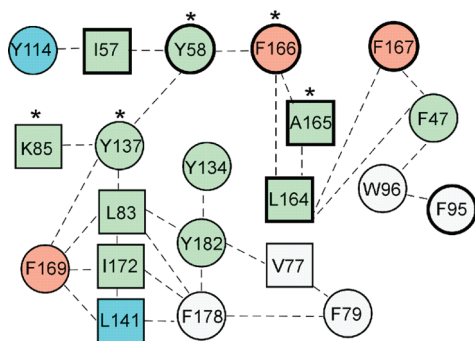 * *
Y114 I57 Y58 F166 F167
* * *
A165 F47
K85 Y137
Y134
L164 W96 F95
L83
Y182
F169 I172 V77
L141 F178 F79